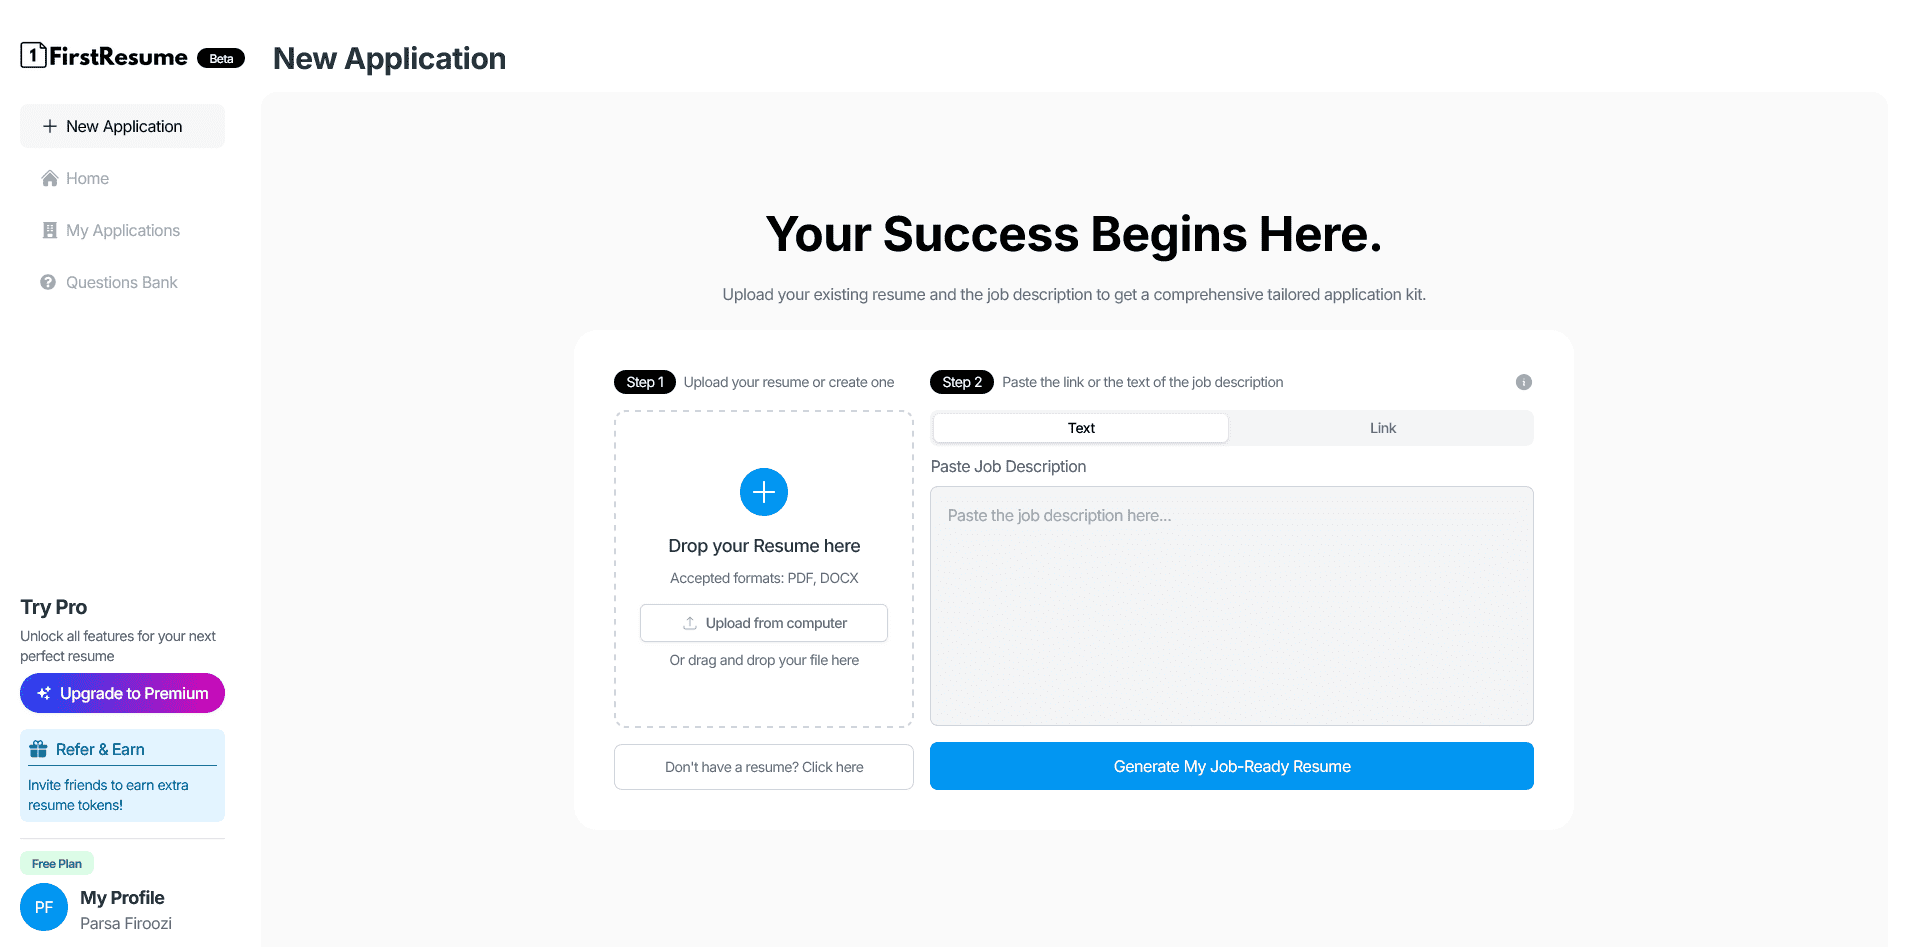 1 FirstResume Beta
New Application
New Application
Home
My Applications
Questions Bank
Try Pro
Unlock all features for your next
perfect resume
Upgrade to Premium
Refer & Earn
Invite friends to earn extra
resume tokens!
Free Plan
PF
My Profile
Parsa Firoozi
Your Success Begins Here.
Upload your existing resume and the job description to get a comprehensive tailored application kit.
Step 1 Upload your resume or create one
Drop your Resume here
Accepted formats: PDF, DOCX
Upload from computer
Or drag and drop your file here
Don't have a resume? Click here
Step 2 Paste the link or the text of the job description
Text Link
Paste Job Description
Paste the job description here...
Generate My Job-Ready Resume